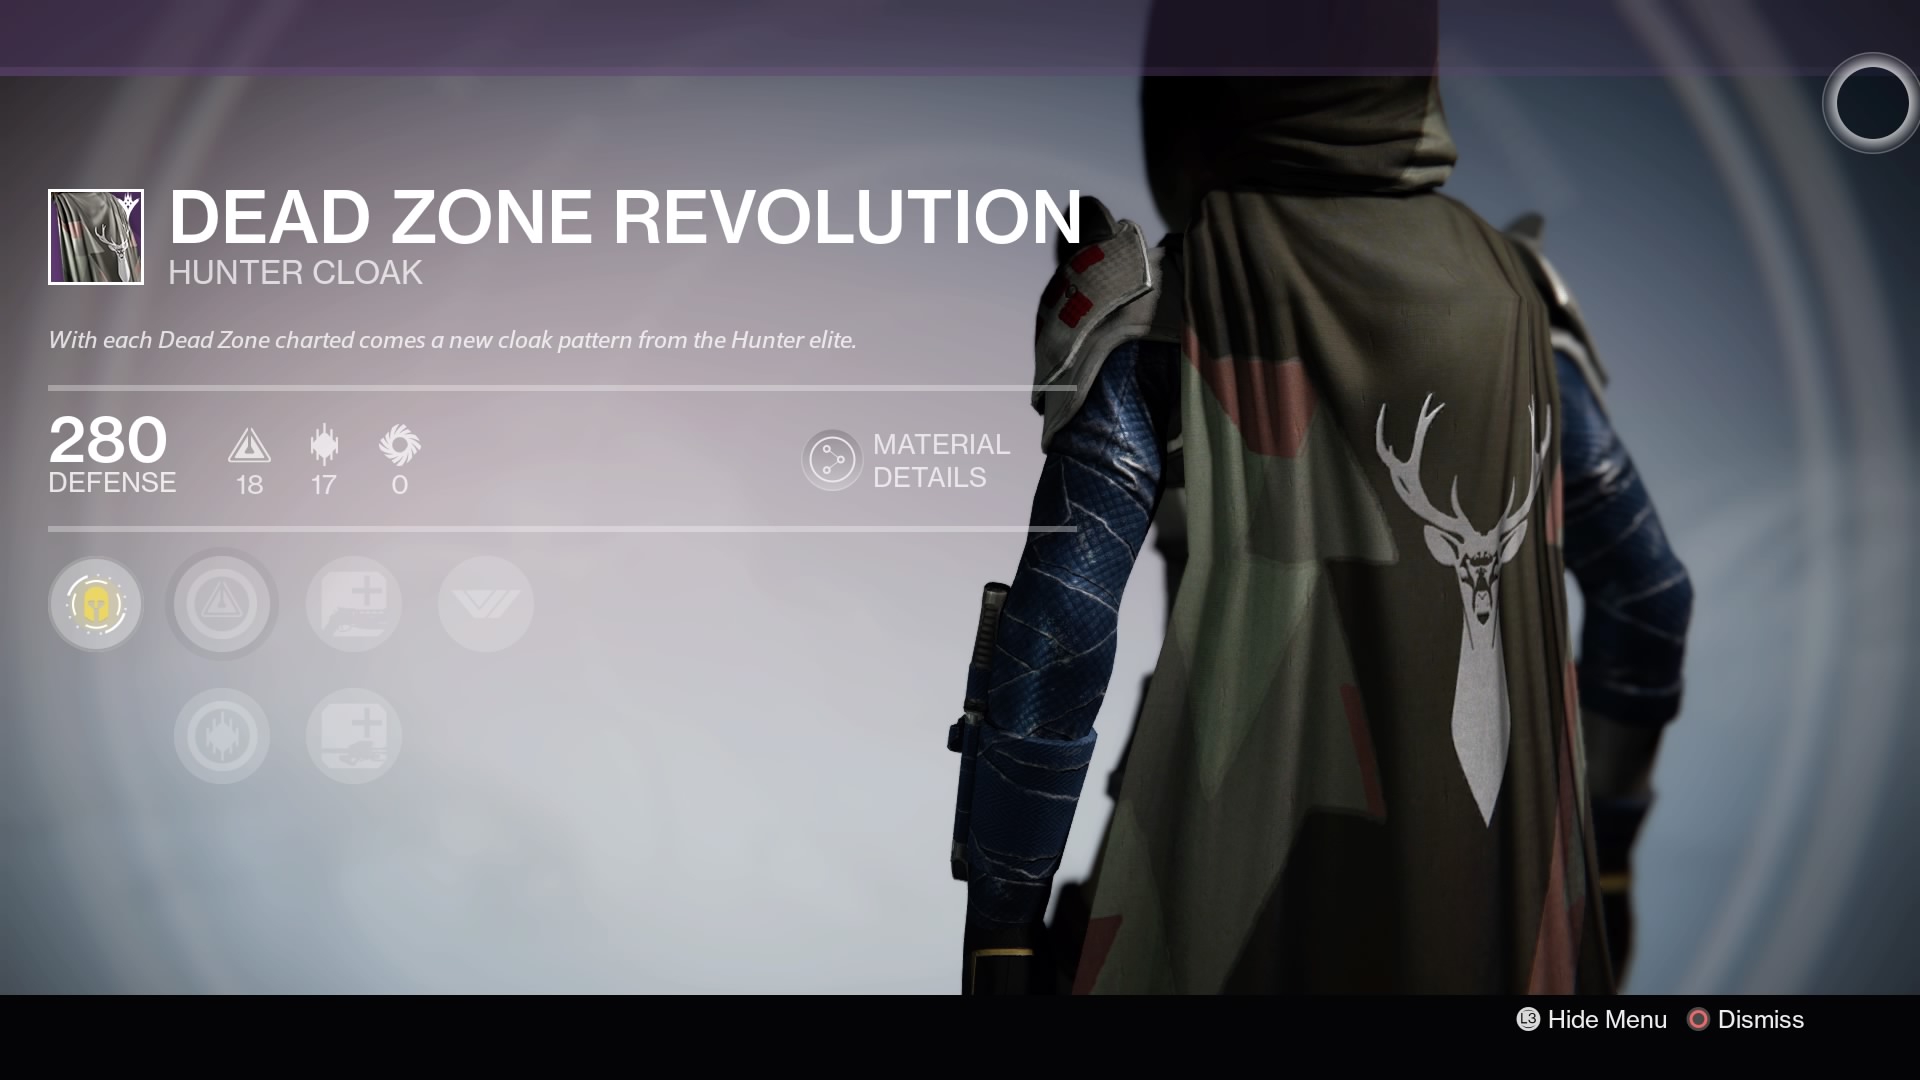 DEAD ZONE REVOLUTION
HUNTER CLOAK
With each Dead Zone charted comes a new cloak pattern from the Hunter elite.
280
DEFENSE
18 17 0
MATERIAL
DETAILS
L3 Hide Menu Dismiss